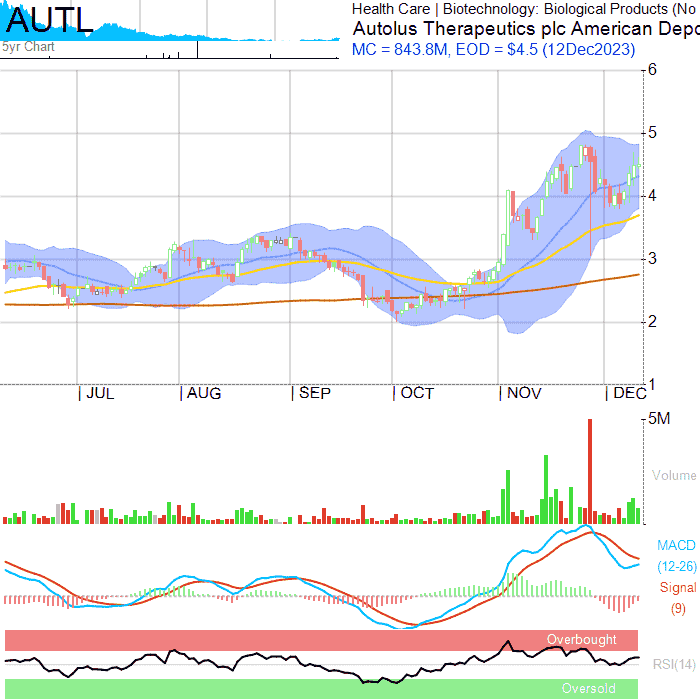 AUTL
5yr Chart
Health Care | Biotechnology: Biological Products (No
Autolus Therapeutics plc American Depo
MC = 843.8M, EOD = $4.5 (12Dec2023)
6
5
4
3
2
1
JUL AUG SEP OCT NOV DEC
5M
Volume
MACD
(12-26)
Signal
(9)
Overbought
RSI(14)
Oversold